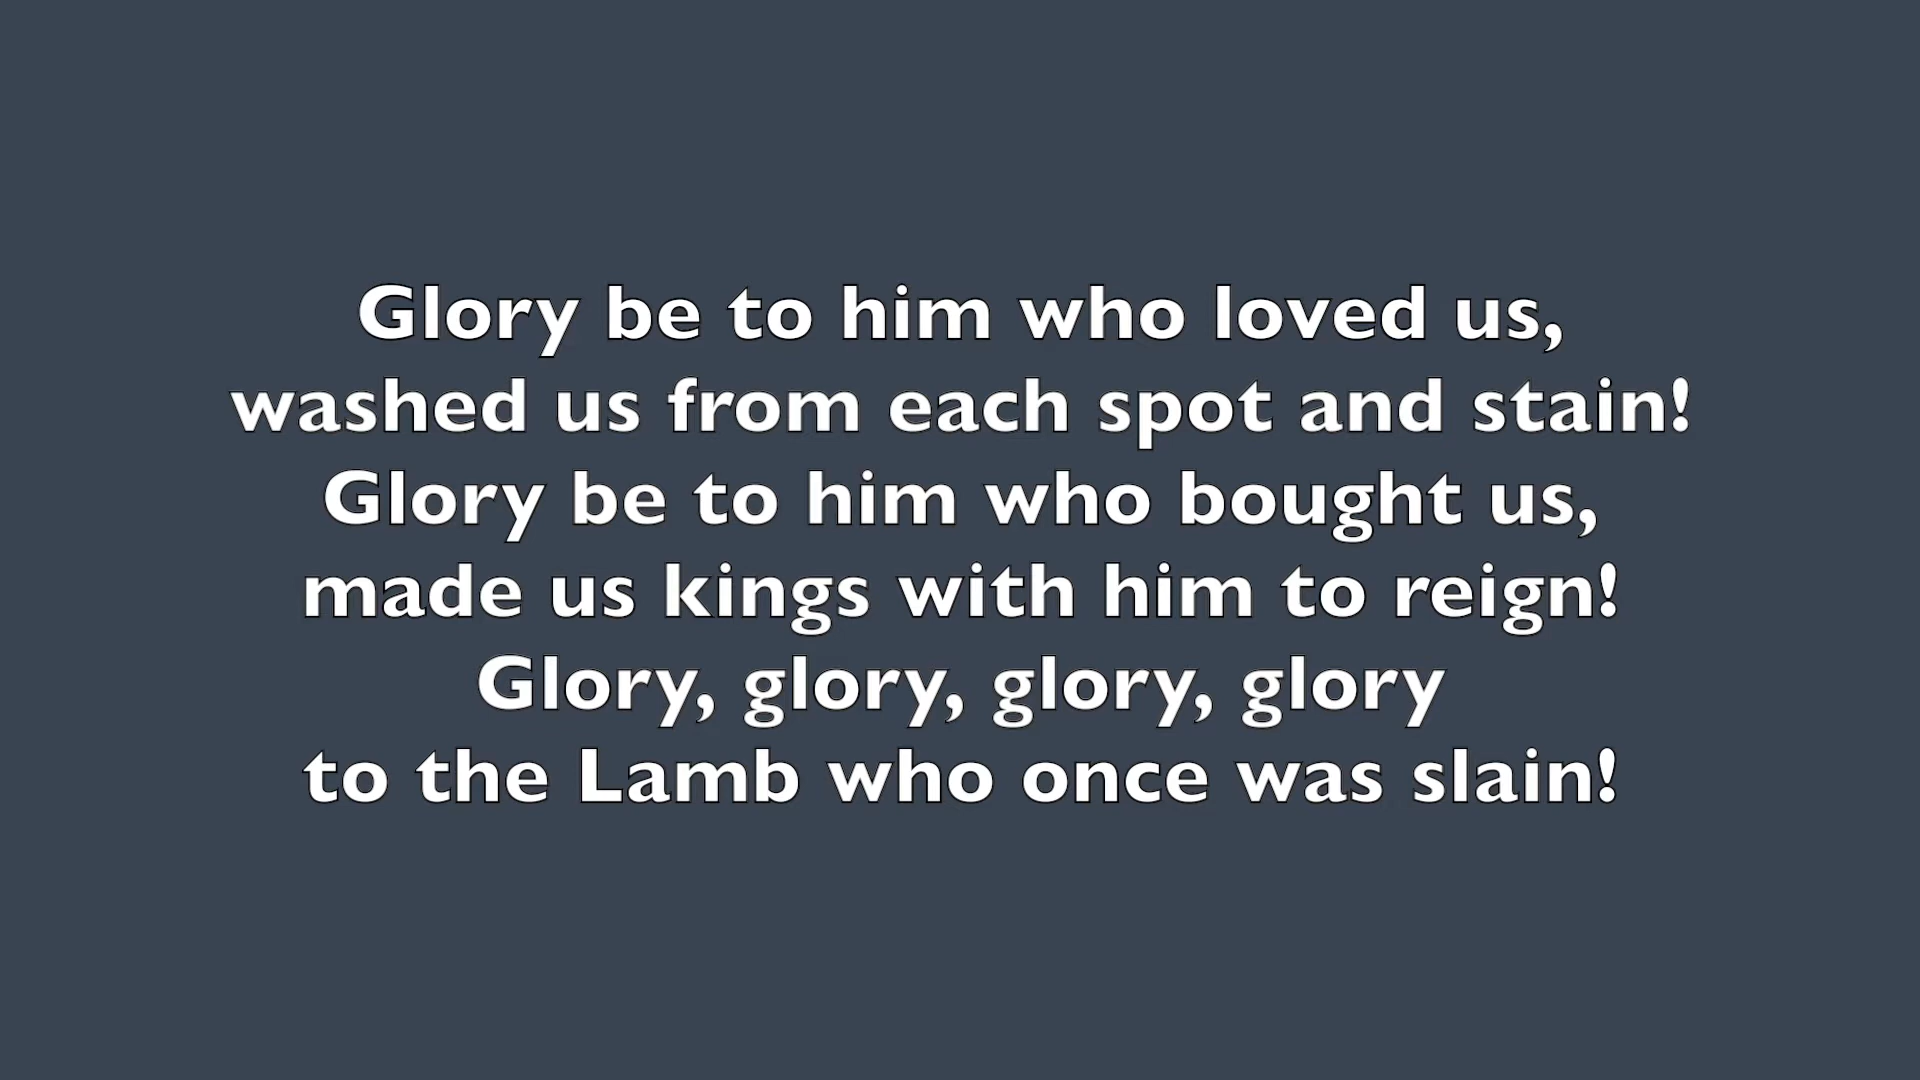 Glory be to him who loved us,
washed us from each spot and stain!
Glory be to him who bought us,
made us kings with him to reign!
Glory, glory, glory, glory
to the Lamb who once was slain!